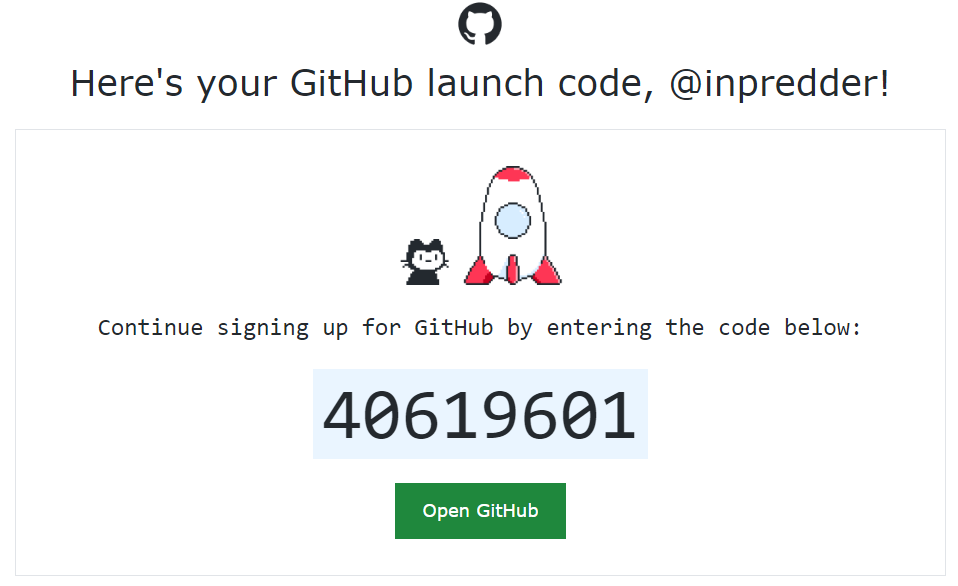 Here's your GitHub launch code, @inpredder!
Continue signing up for GitHub by entering the code below:
40619601
Open GitHub